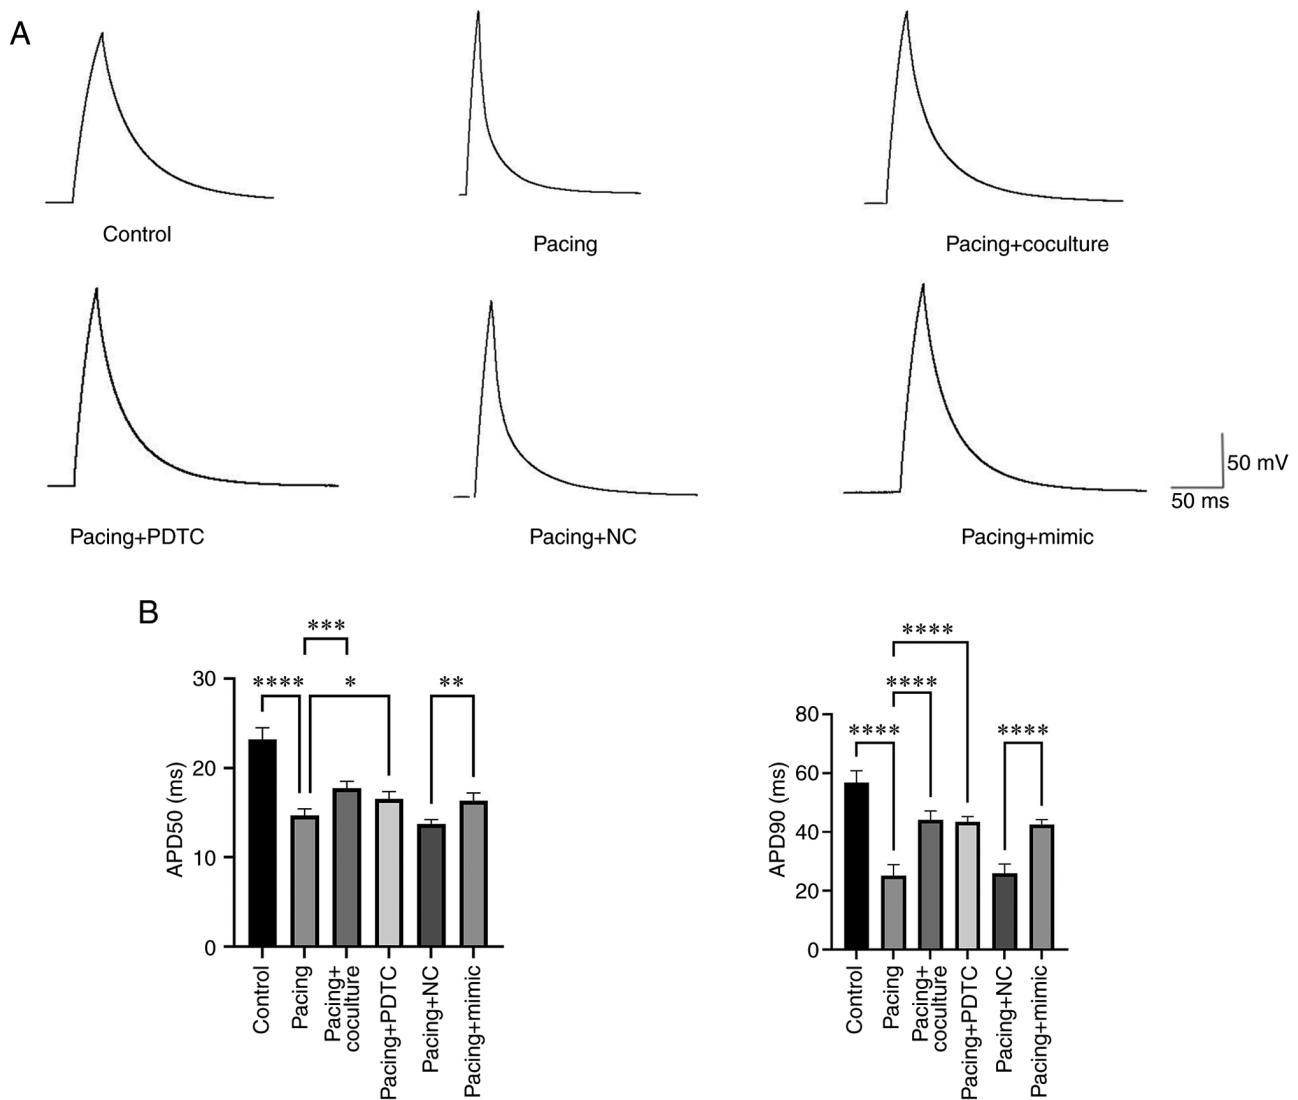 A
Control
Pacing
Pacing+coculture
Pacing+PDTC
Pacing+NC
Pacing+mimic
50 mV
50 ms
B
***
****
*
**
30
20
10
0
APD50 (ms)
Control
Pacing
Pacing+
coculture
Pacing+PDTC
Pacing+NC
Pacing+mimic
****
****
****
****
80
60
40
20
0
APD90 (ms)
Control
Pacing
Pacing+
coculture
Pacing+PDTC
Pacing+NC
Pacing+mimic